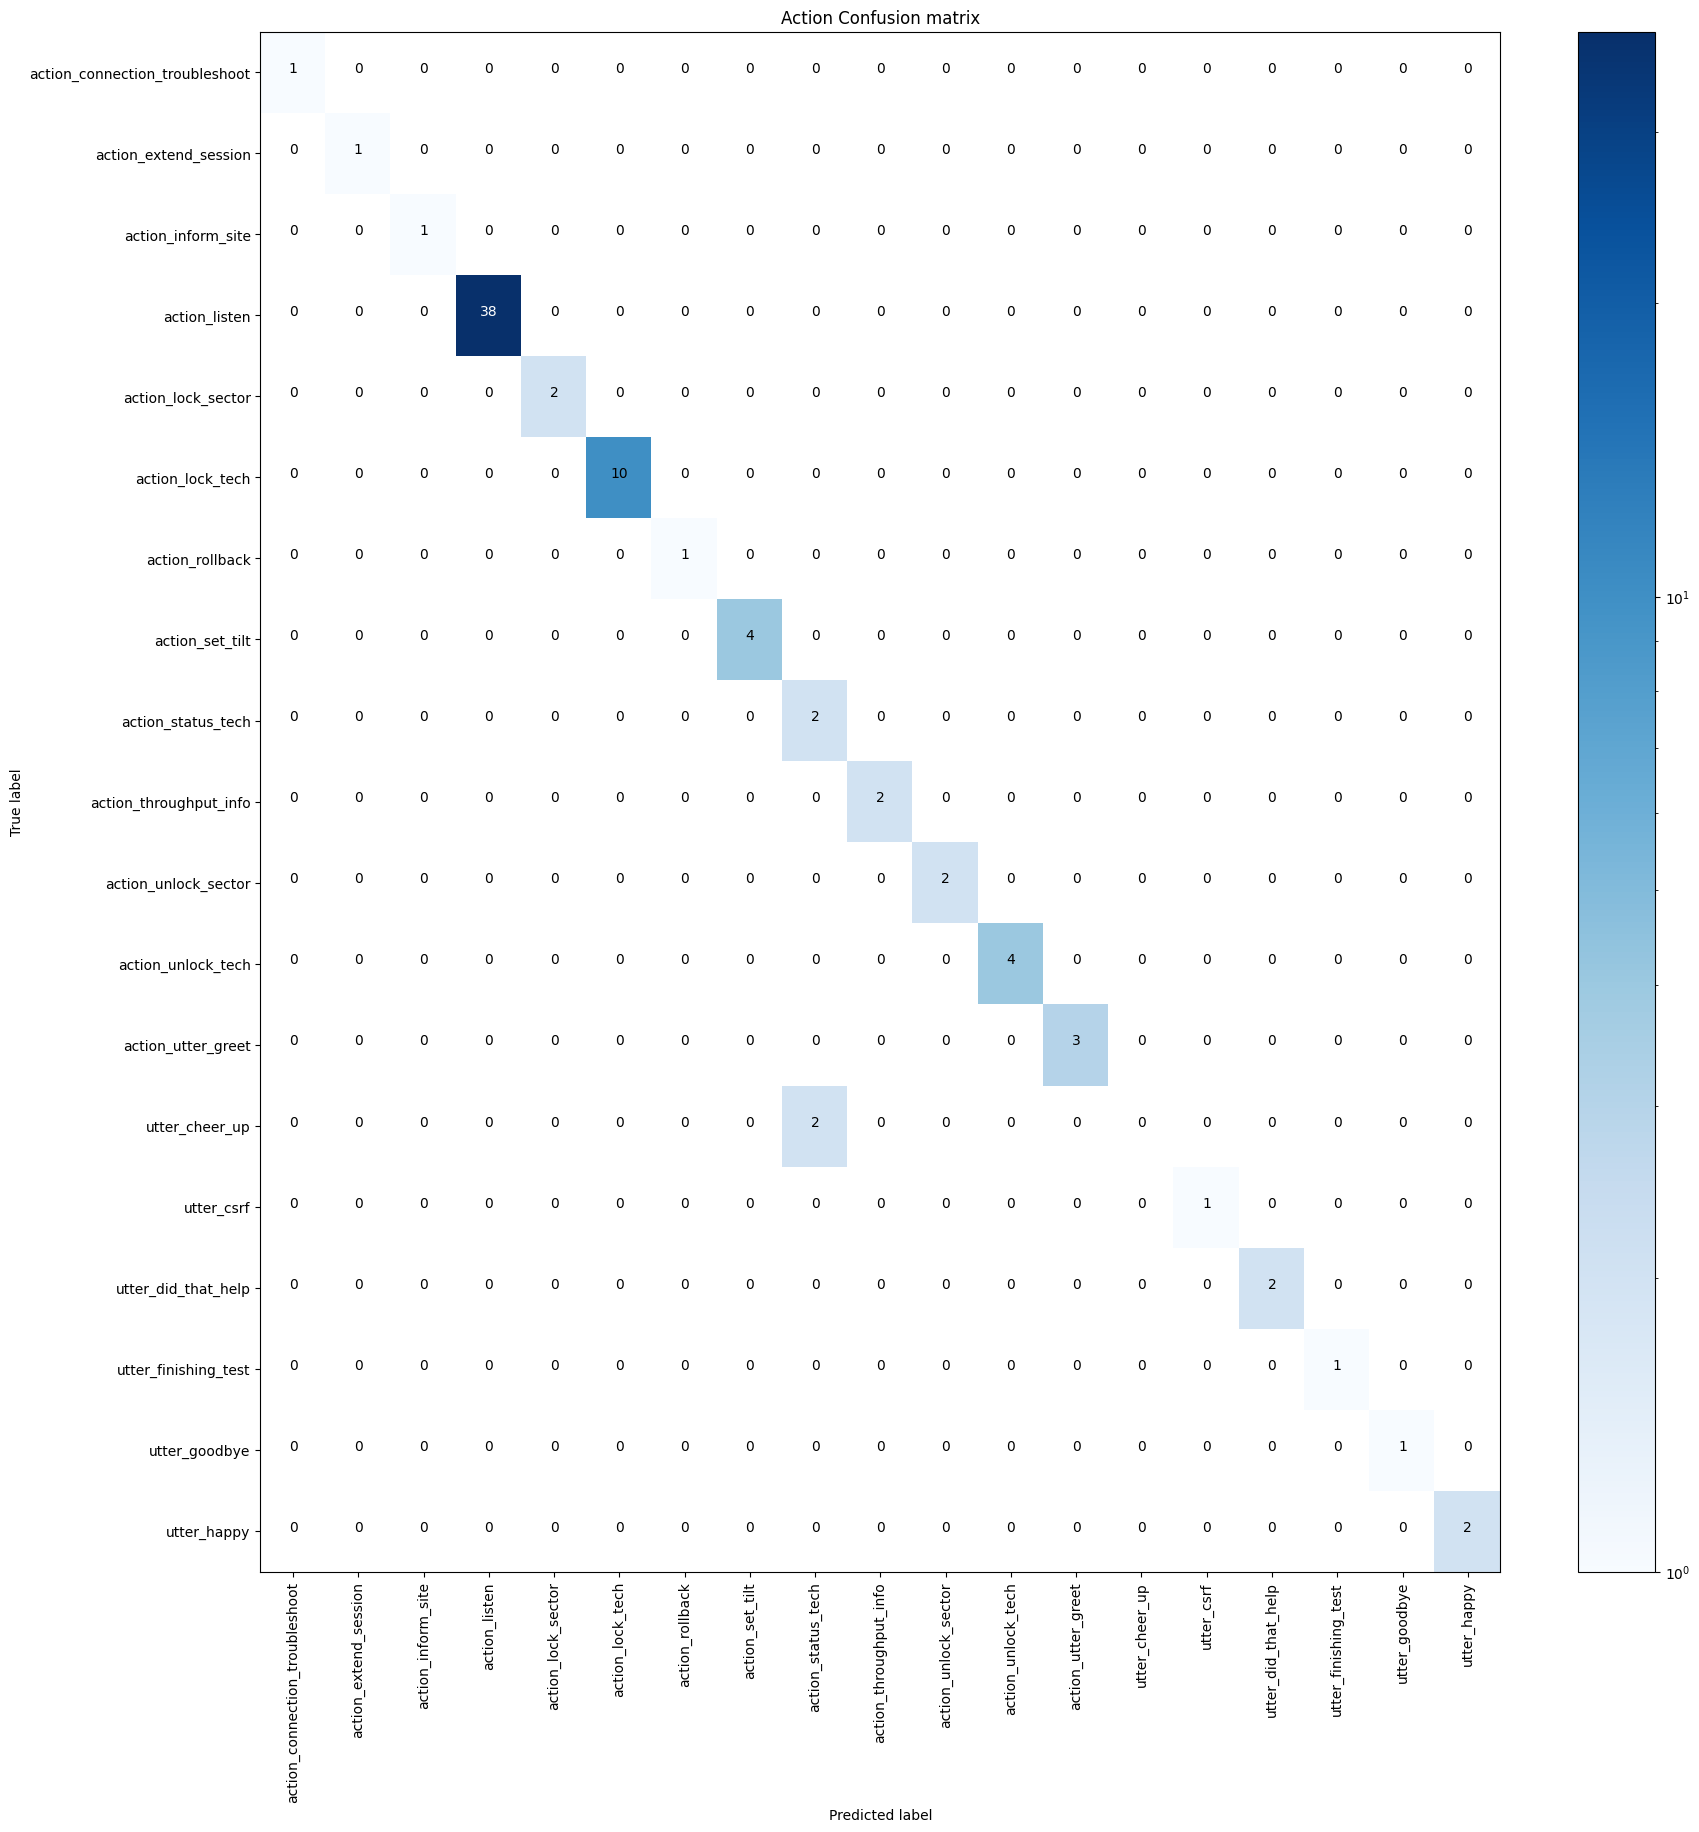 Action Confusion matrix
True label
action_connection_troubleshoot 1 0 0 0 0 0 0 0 0 0 0 0 0 0 0 0 0 0 0
action_extend_session 0 1 0 0 0 0 0 0 0 0 0 0 0 0 0 0 0 0 0
action_inform_site 0 0 1 0 0 0 0 0 0 0 0 0 0 0 0 0 0 0 0
action_listen 0 0 0 38 0 0 0 0 0 0 0 0 0 0 0 0 0 0 0
action_lock_sector 0 0 0 0 2 0 0 0 0 0 0 0 0 0 0 0 0 0 0
action_lock_tech 0 0 0 0 0 10 0 0 0 0 0 0 0 0 0 0 0 0 0
action_rollback 0 0 0 0 0 0 1 0 0 0 0 0 0 0 0 0 0 0 0
action_set_tilt 0 0 0 0 0 0 0 4 0 0 0 0 0 0 0 0 0 0 0
action_status_tech 0 0 0 0 0 0 0 0 2 0 0 0 0 0 0 0 0 0 0
action_throughput_info 0 0 0 0 0 0 0 0 0 2 0 0 0 0 0 0 0 0 0
action_unlock_sector 0 0 0 0 0 0 0 0 0 0 2 0 0 0 0 0 0 0 0
action_unlock_tech 0 0 0 0 0 0 0 0 0 0 0 4 0 0 0 0 0 0 0
action_utter_greet 0 0 0 0 0 0 0 0 0 0 0 0 3 0 0 0 0 0 0
utter_cheer_up 0 0 0 0 0 0 0 0 2 0 0 0 0 0 0 0 0 0 0
utter_csrf 0 0 0 0 0 0 0 0 0 0 0 0 0 0 1 0 0 0 0
utter_did_that_help 0 0 0 0 0 0 0 0 0 0 0 0 0 0 0 2 0 0 0
utter_finishing_test 0 0 0 0 0 0 0 0 0 0 0 0 0 0 0 0 1 0 0
utter_goodbye 0 0 0 0 0 0 0 0 0 0 0 0 0 0 0 0 0 1 0
utter_happy 0 0 0 0 0 0 0 0 0 0 0 0 0 0 0 0 0 0 2
action_connection_troubleshoot
action_extend_session
action_inform_site
action_listen
action_lock_sector
action_lock_tech
action_rollback
action_set_tilt
action_status_tech
action_throughput_info
action_unlock_sector
action_unlock_tech
action_utter_greet
utter_cheer_up
utter_csrf
utter_did_that_help
utter_finishing_test
utter_goodbye
utter_happy
Predicted label
10¹
10⁰